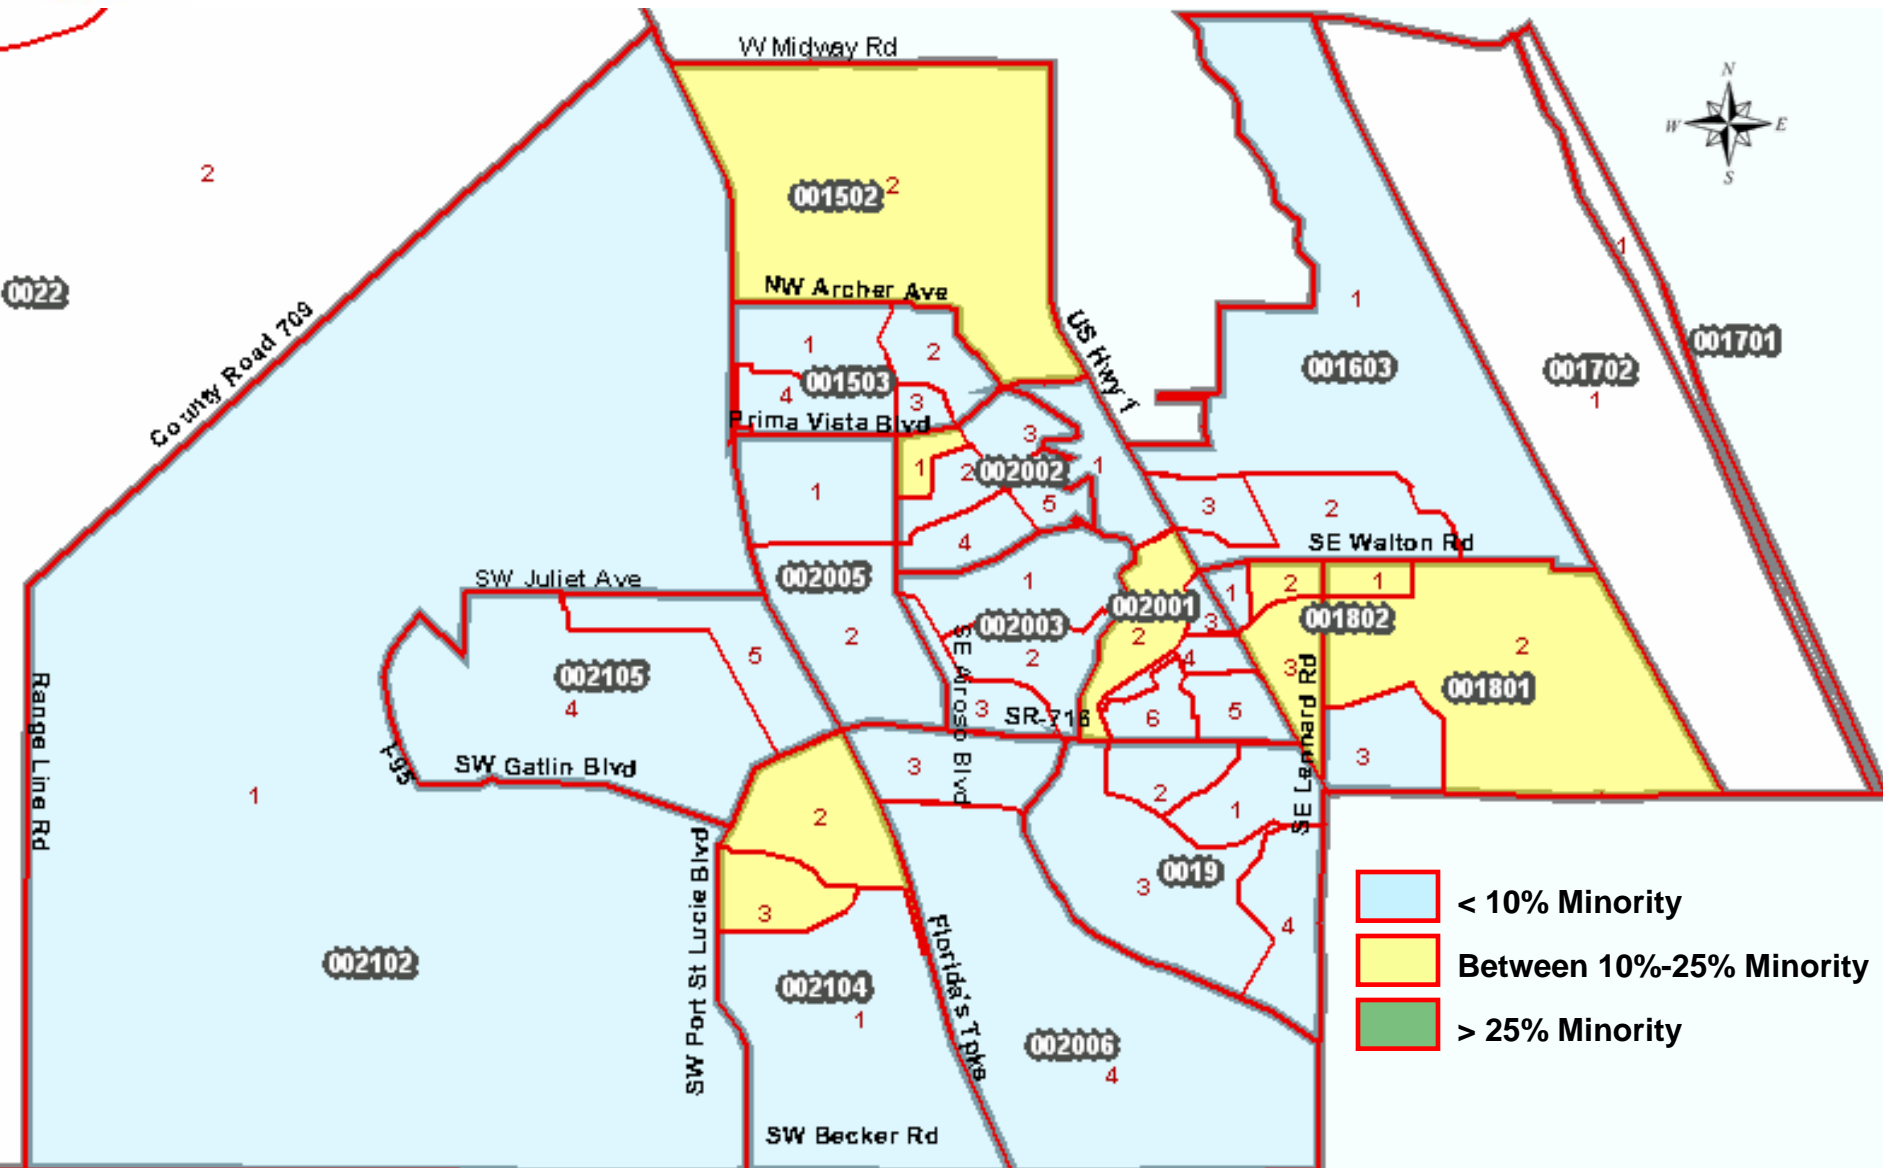 W Midway Rd
N
W E
S
2
001502 2
1
0022
NW Archer Ave
County Road 709
US Hwy 1
1
001701
1 2
001503
001603
001702
4 3
1
Prima Vista Blvd
3
1 2 002002 1
1
5
3 2
4
SE Walton Rd
SW Juliet Ave
002005
1
1 2 1
002001
3
001802
002003
2
2
2
SE Airoso Blvd
2
5
4
3
002105
001801
4
3
SR-716
6 5
SE Lennard Rd
Range Line Rd
I-95
SW Gatlin Blvd
3
3
1
2
2 1
SW Port St Lucie Blvd
0019
3
3
4
< 10% Minority
Between 10%-25% Minority
> 25% Minority
Florida's Tpke
002102
002104
1
002006
4
SW Becker Rd